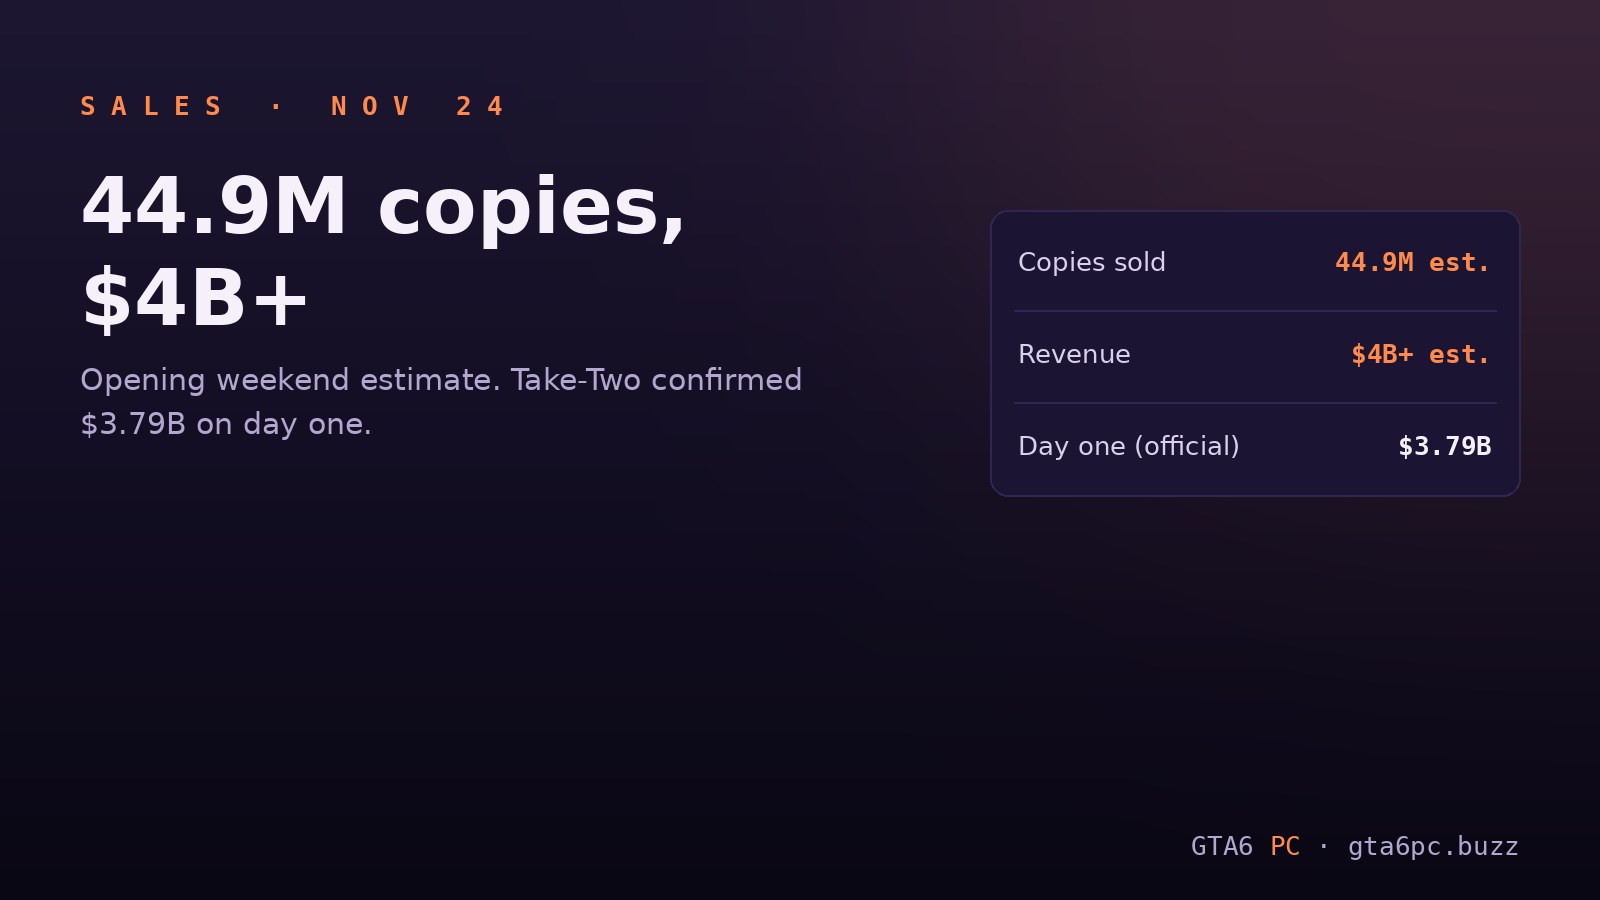 SALES · NOV 24
44.9M copies,
$4B+
Opening weekend estimate. Take-Two confirmed
$3.79B on day one.
Copies sold 44.9M est.
Revenue $4B+ est.
Day one (official) $3.79B
GTA6 PC · gta6pc.buzz